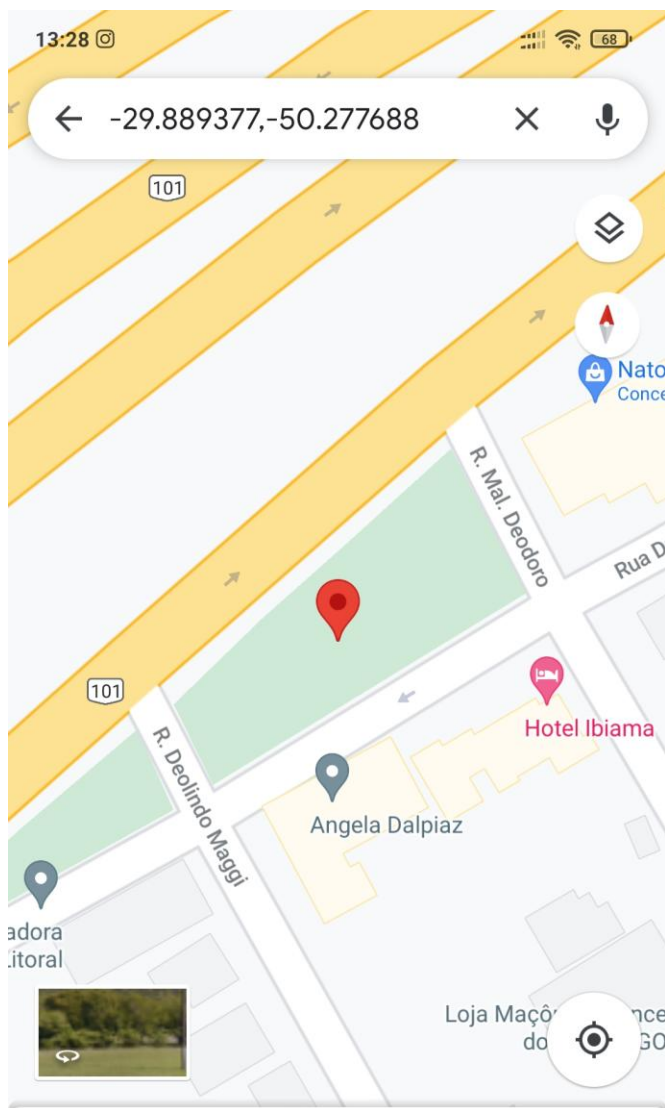 13:28
68
-29.889377,-50.277688
101
Nato
Conce
R. Mal. Deodoro
Rua D
101
Hotel Ibiama
R. Deolindo Maggi
Angela Dalpiaz
adora
itoral
Loja Maçô nce
do GO